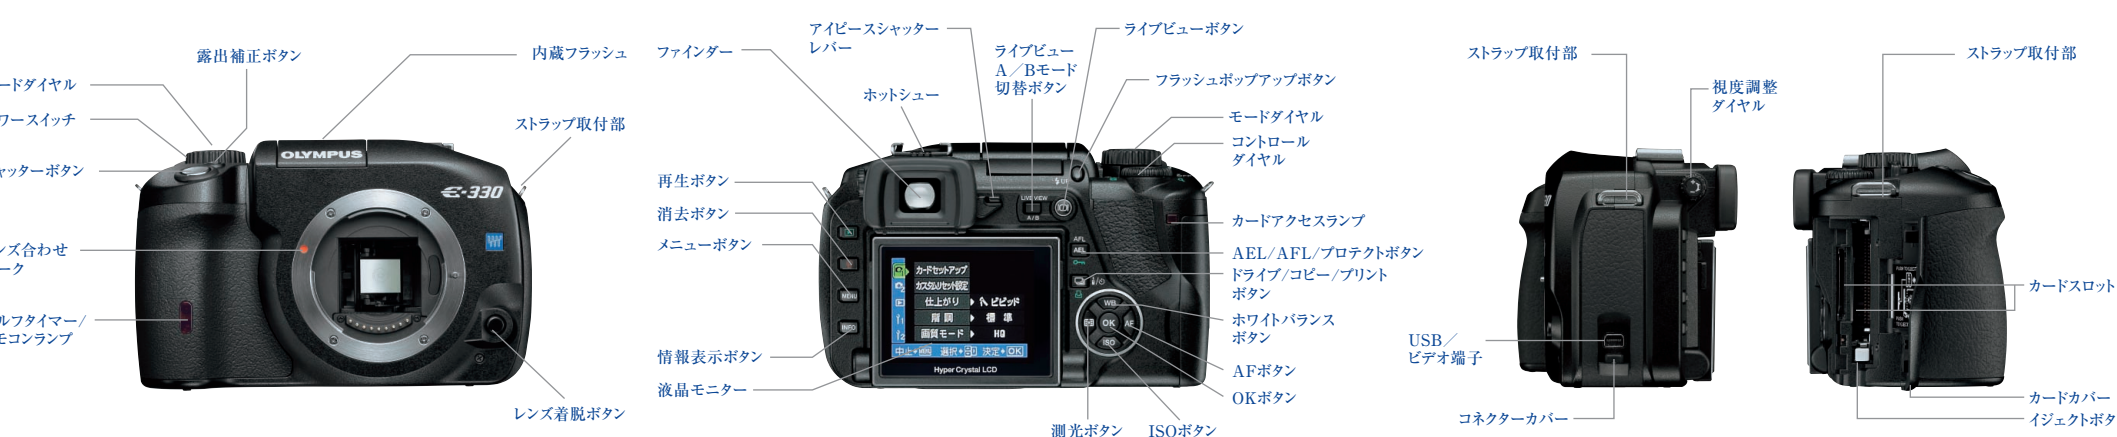 露出補正ボタン
内蔵フラッシュ
ードダイヤル
ワースイッチ
ストラップ取付部
ャッターボタン
ンズ合わせ
ーク
ルフタイマー/
モコンランプ
レンズ着脱ボタン
OLYMPUS
E-330
ファインダー
アイピースシャッター
レバー
ホットシュー
ライブビュー
A/Bモード
切替ボタン
ライブビューボタン
フラッシュポップアップボタン
モードダイヤル
コントロール
ダイヤル
再生ボタン
消去ボタン
メニューボタン
情報表示ボタン
液晶モニター
カードアクセスランプ
AEL/AFL/プロテクトボタン
ドライブ/コピー/プリント
ボタン
ホワイトバランス
ボタン
AFボタン
OKボタン
測光ボタン
ISOボタン
LIVE VIEW
A/B
AFL
AEL
MENU
INFO
カードセットアップ
カスタムリセット設定
仕上がり
ビビッド
階調
標準
画質モード
HQ
中止
選択
決定
OK
Hyper Crystal LCD
WB
AF
OK
ISO
ストラップ取付部
視度調整
ダイヤル
USB/
ビデオ端子
コネクターカバー
ストラップ取付部
カードスロット
カードカバー
イジェクトボタ